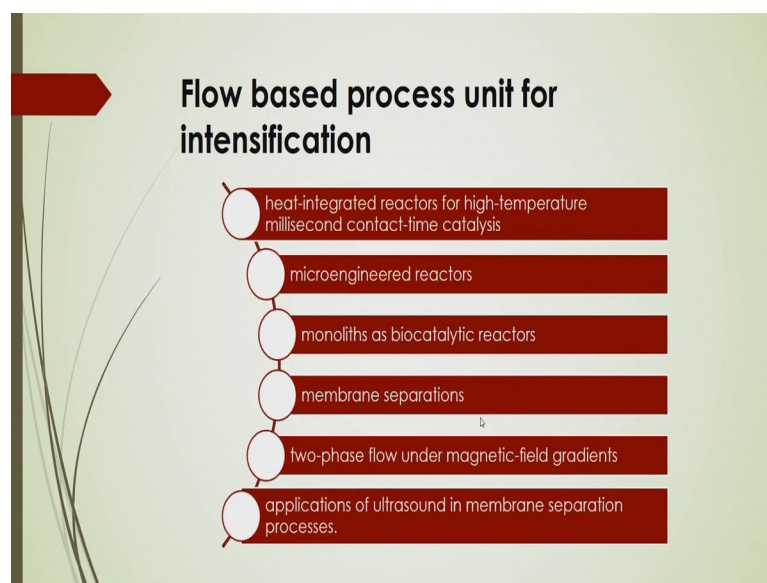 Flow based process unit for
intensification
heat-integrated reactors for high-temperature
millisecond contact-time catalysis
microengineered reactors
monoliths as biocatalytic reactors
membrane separations
two-phase flow under magnetic-field gradients
applications of ultrasound in membrane separation
processes.